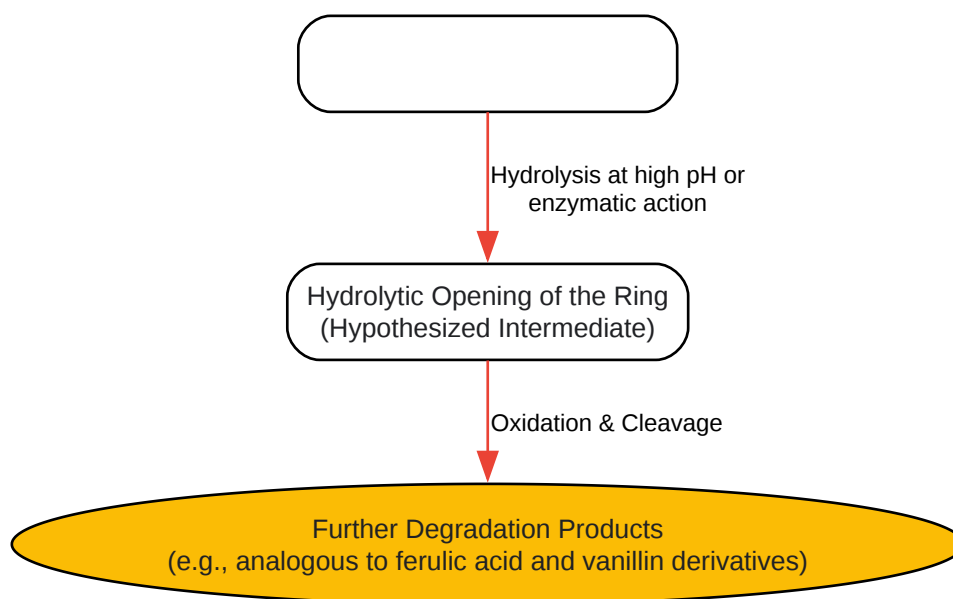 Hydrolysis at high pH or
enzymatic action
Hydrolytic Opening of the Ring
(Hypothesized Intermediate)
Oxidation & Cleavage
Further Degradation Products
(e.g., analogous to ferulic acid and vanillin derivatives)